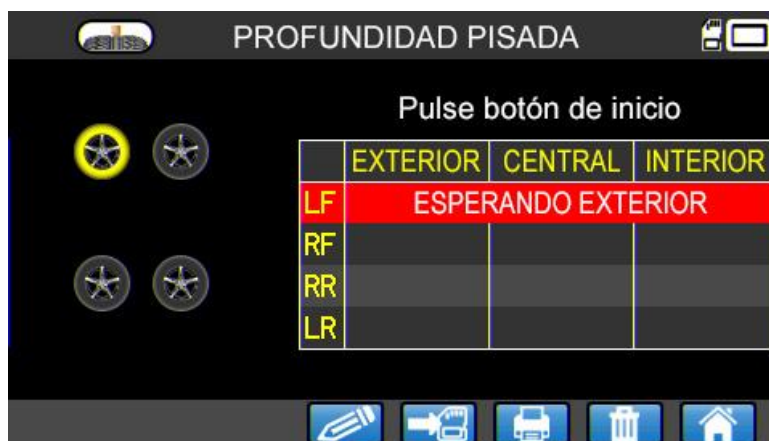 PROFUNDIDAD PISADA
Pulse botón de inicio
EXTERIOR CENTRAL INTERIOR
LF ESPERANDO EXTERIOR
RF
RR
LR